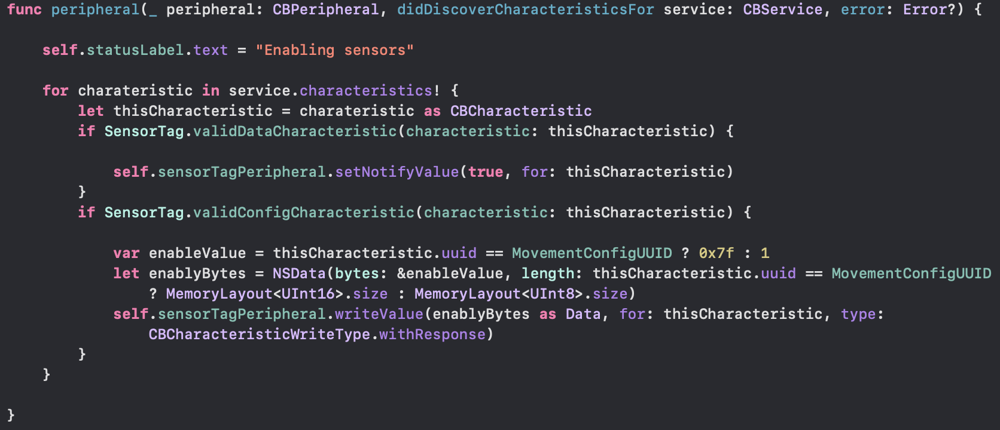 func peripheral(_ peripheral: CBPeripheral, didDiscoverCharacteristicsFor service: CBService, error: Error?) {
self.statusLabel.text = "Enabling sensors"
for charateristic in service.characteristics! {
let thisCharacteristic = charateristic as CBCharacteristic
if SensorTag.validDataCharacteristic(characteristic: thisCharacteristic) {
self.sensorTagPeripheral.setNotifyValue(true, for: thisCharacteristic)
}
if SensorTag.validConfigCharacteristic(characteristic: thisCharacteristic) {
var enableValue = thisCharacteristic.uuid == MovementConfigUUID ? 0x7f : 1
let enablyBytes = NSData(bytes: &enableValue, length: thisCharacteristic.uuid == MovementConfigUUID
? MemoryLayout<UInt16>.size : MemoryLayout<UInt8>.size)
self.sensorTagPeripheral.writeValue(enablyBytes as Data, for: thisCharacteristic, type:
CBCharacteristicWriteType.withResponse)
}
}
}